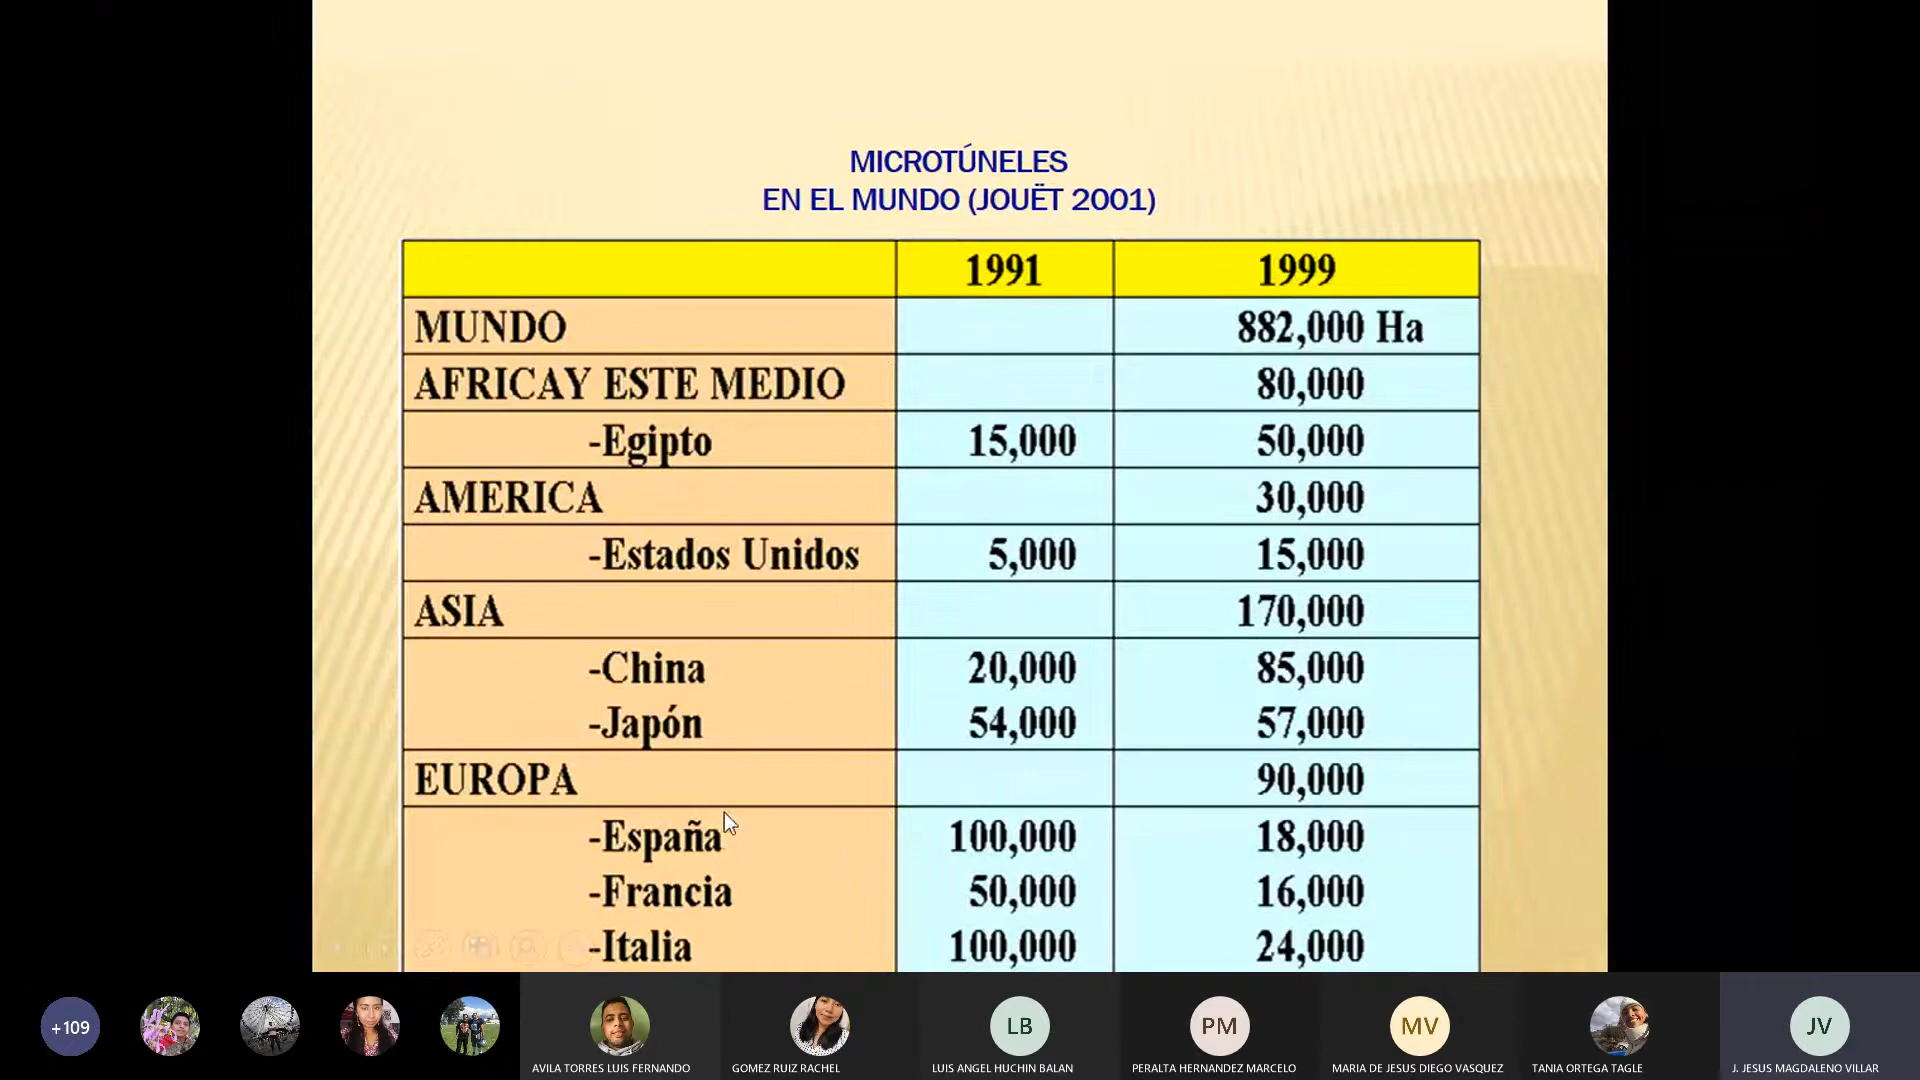 MICROTÚNELES
EN EL MUNDO (JOUËT 2001)
1991 1999
MUNDO 882,000 Ha
AFRICAY ESTE MEDIO 80,000
-Egipto 15,000 50,000
AMERICA 30,000
-Estados Unidos 5,000 15,000
ASIA 170,000
-China 20,000 85,000
-Japón 54,000 57,000
EUROPA 90,000
-España 100,000 18,000
-Francia 50,000 16,000
-Italia 100,000 24,000
+109 LB PM MV JV
AVILA TORRES LUIS FERNANDO GOMEZ RUIZ RACHEL LUIS ANGEL HUCHIN BALAN PERALTA HERNANDEZ MARCELO MARIA DE JESUS DIEGO VASQUEZ TANIA ORTEGA TAGLE J. JESUS MAGDALENO VILLAR